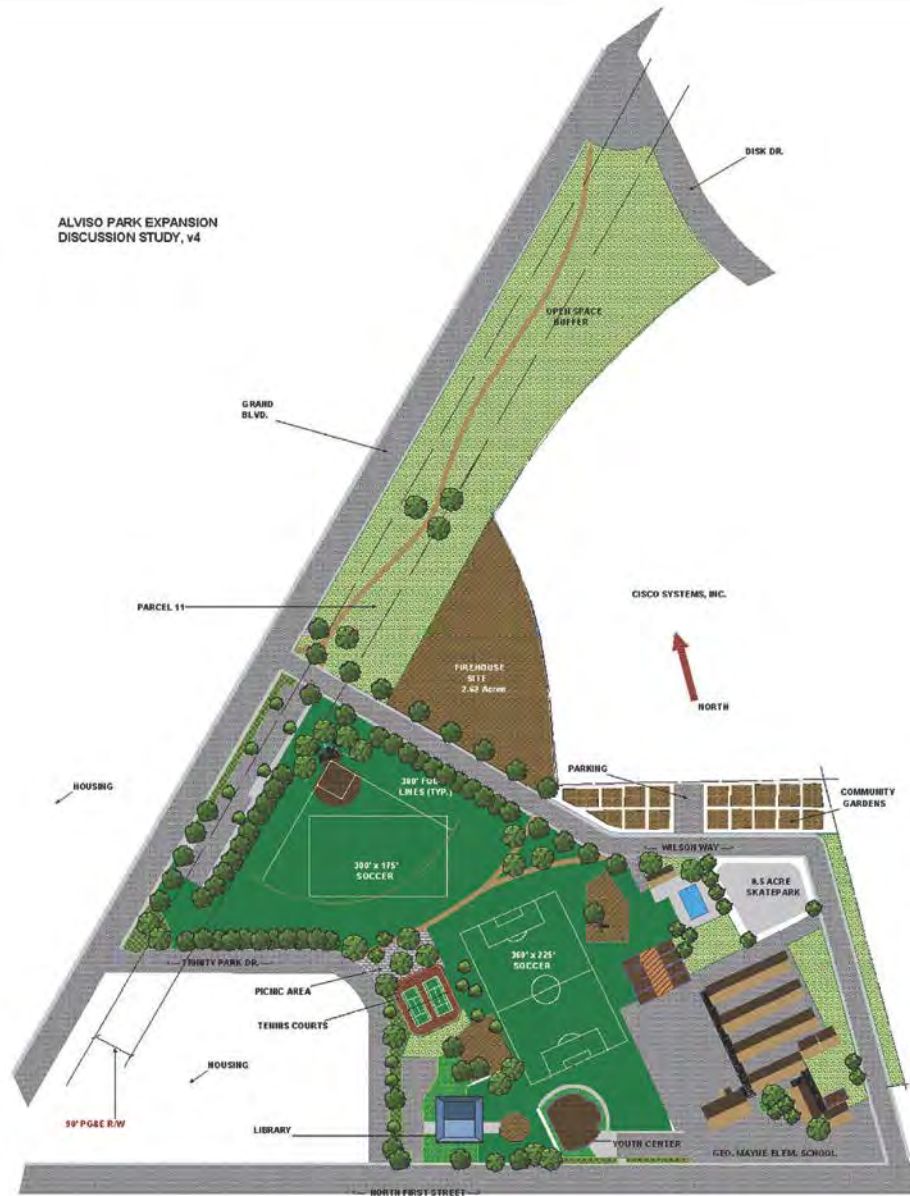 DISK DR.
ALVISO PARK EXPANSION
DISCUSSION STUDY, v4
OPEN SPACE
BUFFER
GRAND
BLVD.
PARCEL 11
CISCO SYSTEMS, INC.
FIREHOUSE
SITE
2.62 Acres
NORTH
PARKING
HOUSING
COMMUNITY
GARDENS
LINES (TYP.)
WILSON WAY
300' x 175'
SOCCER
0.5 ACRE
SKATEPARK
360' x 225'
SOCCER
TRINITY PARK DR.
PICNIC AREA
TENNIS COURTS
HOUSING
90' PG&E R/W
LIBRARY
YOUTH CENTER
GEO. MAYNE ELEM. SCHOOL
NORTH FIRST STREET